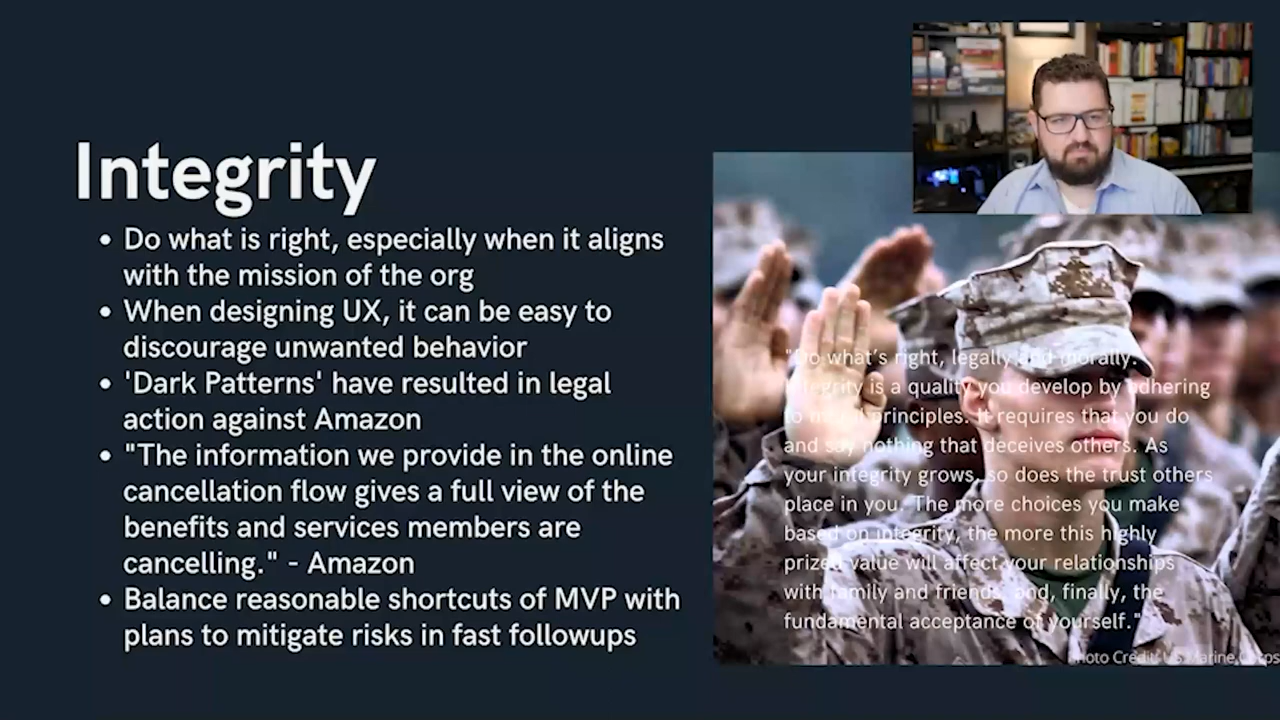 Integrity
• Do what is right, especially when it aligns
with the mission of the org
• When designing UX, it can be easy to
discourage unwanted behavior
• 'Dark Patterns' have resulted in legal
action against Amazon
• "The information we provide in the online
cancellation flow gives a full view of the
benefits and services members are
cancelling." - Amazon
• Balance reasonable shortcuts of MVP with
plans to mitigate risks in fast followups
"Do what's right, legally and morally.
Integrity is a quality you develop by adhering
to moral principles. It requires that you do
and say nothing that deceives others. As
your integrity grows, so does the trust others
place in you. The more choices you make
based on integrity, the more this highly
prized value will affect your relationships
with family and friends, and, finally, the
fundamental acceptance of yourself."
Photo Credit: US Marine Corps